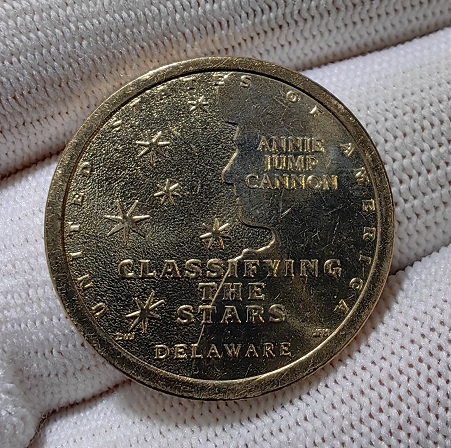 UNITED STATES OF AMERICA
ANNIE
JUMP
CANNON
CLASSIFYING
THE
STARS
DELAWARE